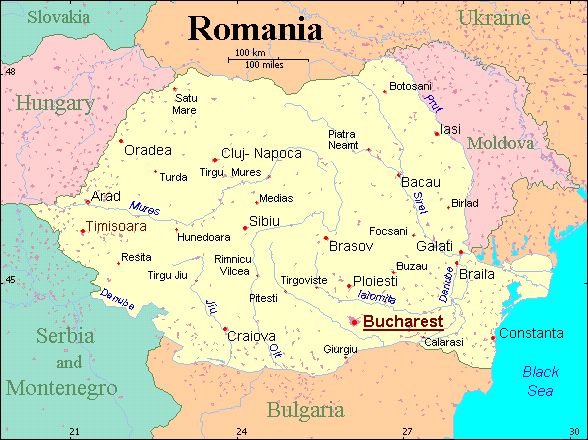 Slovakia
Romania
Ukraine
100 km
100 miles
48
Hungary
Satu
Mare
Botosani
Prut
Iasi
Moldova
Oradea
Piatra
Neamt
Cluj- Napoca
Turda
Tirgu Mures
Bacau
Arad
Mures
Medias
Siret
Birlad
Timisoara
Sibiu
Hunedoara
Brasov
Focsani
Galati
Resita
Rimnicu
Vilcea
Tirgu Jiu
Tirgoviste
Ploiesti
Buzau
Braila
45
Danube
Danube
Pitesti
Ialomita
Jiu
Bucharest
Serbia
and
Montenegro
Craiova
Olt
Giurgiu
Calarasi
Constanta
Black
Sea
Bulgaria
21
24
27
30